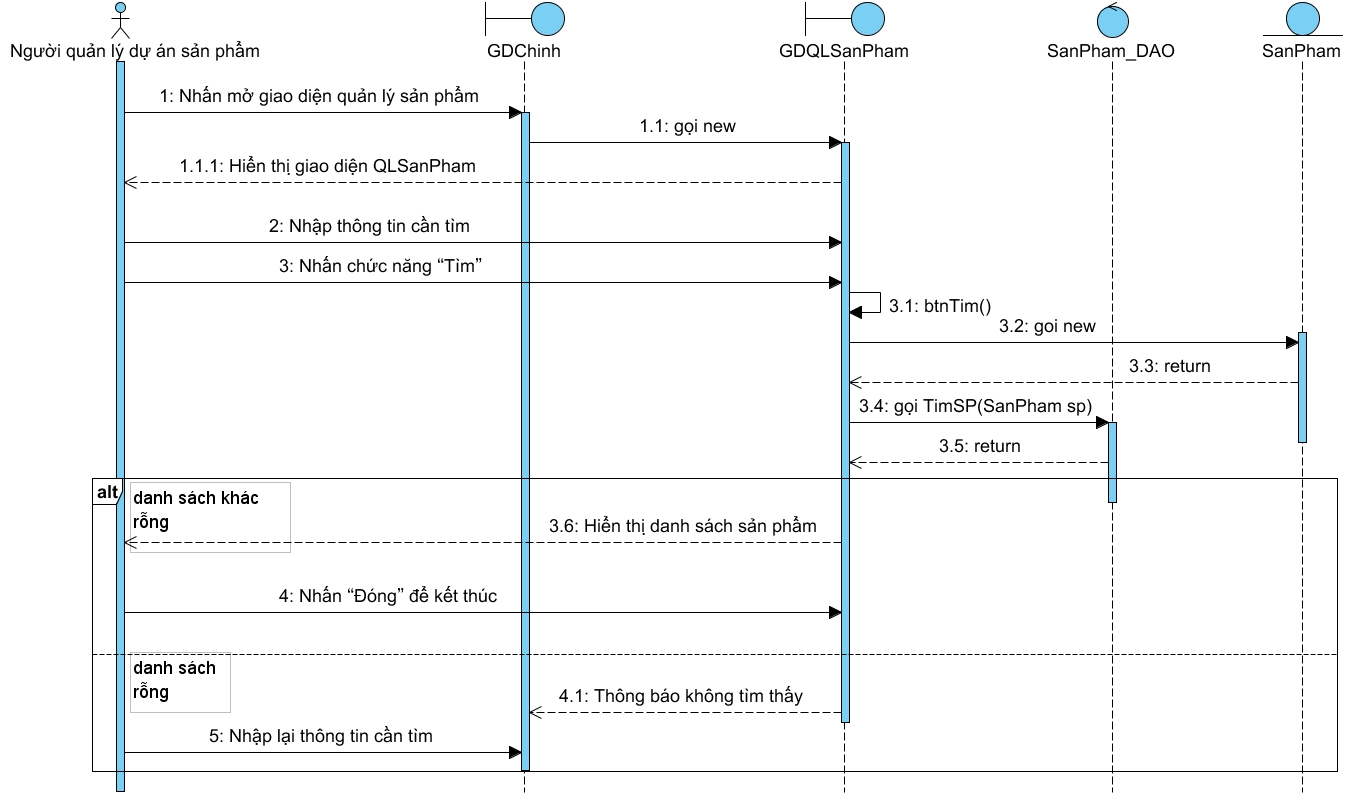 Người quản lý dự án sản phẩm
GDChinh
GDQLSanPham
SanPham_DAO
SanPham
1: Nhấn mở giao diện quản lý sản phẩm
1.1: gọi new
1.1.1: Hiển thị giao diện QLSanPham
2: Nhập thông tin cần tìm
3: Nhấn chức năng “Tìm”
3.1: btnTim()
3.2: goi new
3.3: return
3.4: gọi TimSP(SanPham sp)
3.5: return
alt
danh sách khác
rỗng
3.6: Hiển thị danh sách sản phẩm
4: Nhấn “Đóng” để kết thúc
danh sách
rỗng
4.1: Thông báo không tìm thấy
5: Nhập lại thông tin cần tìm